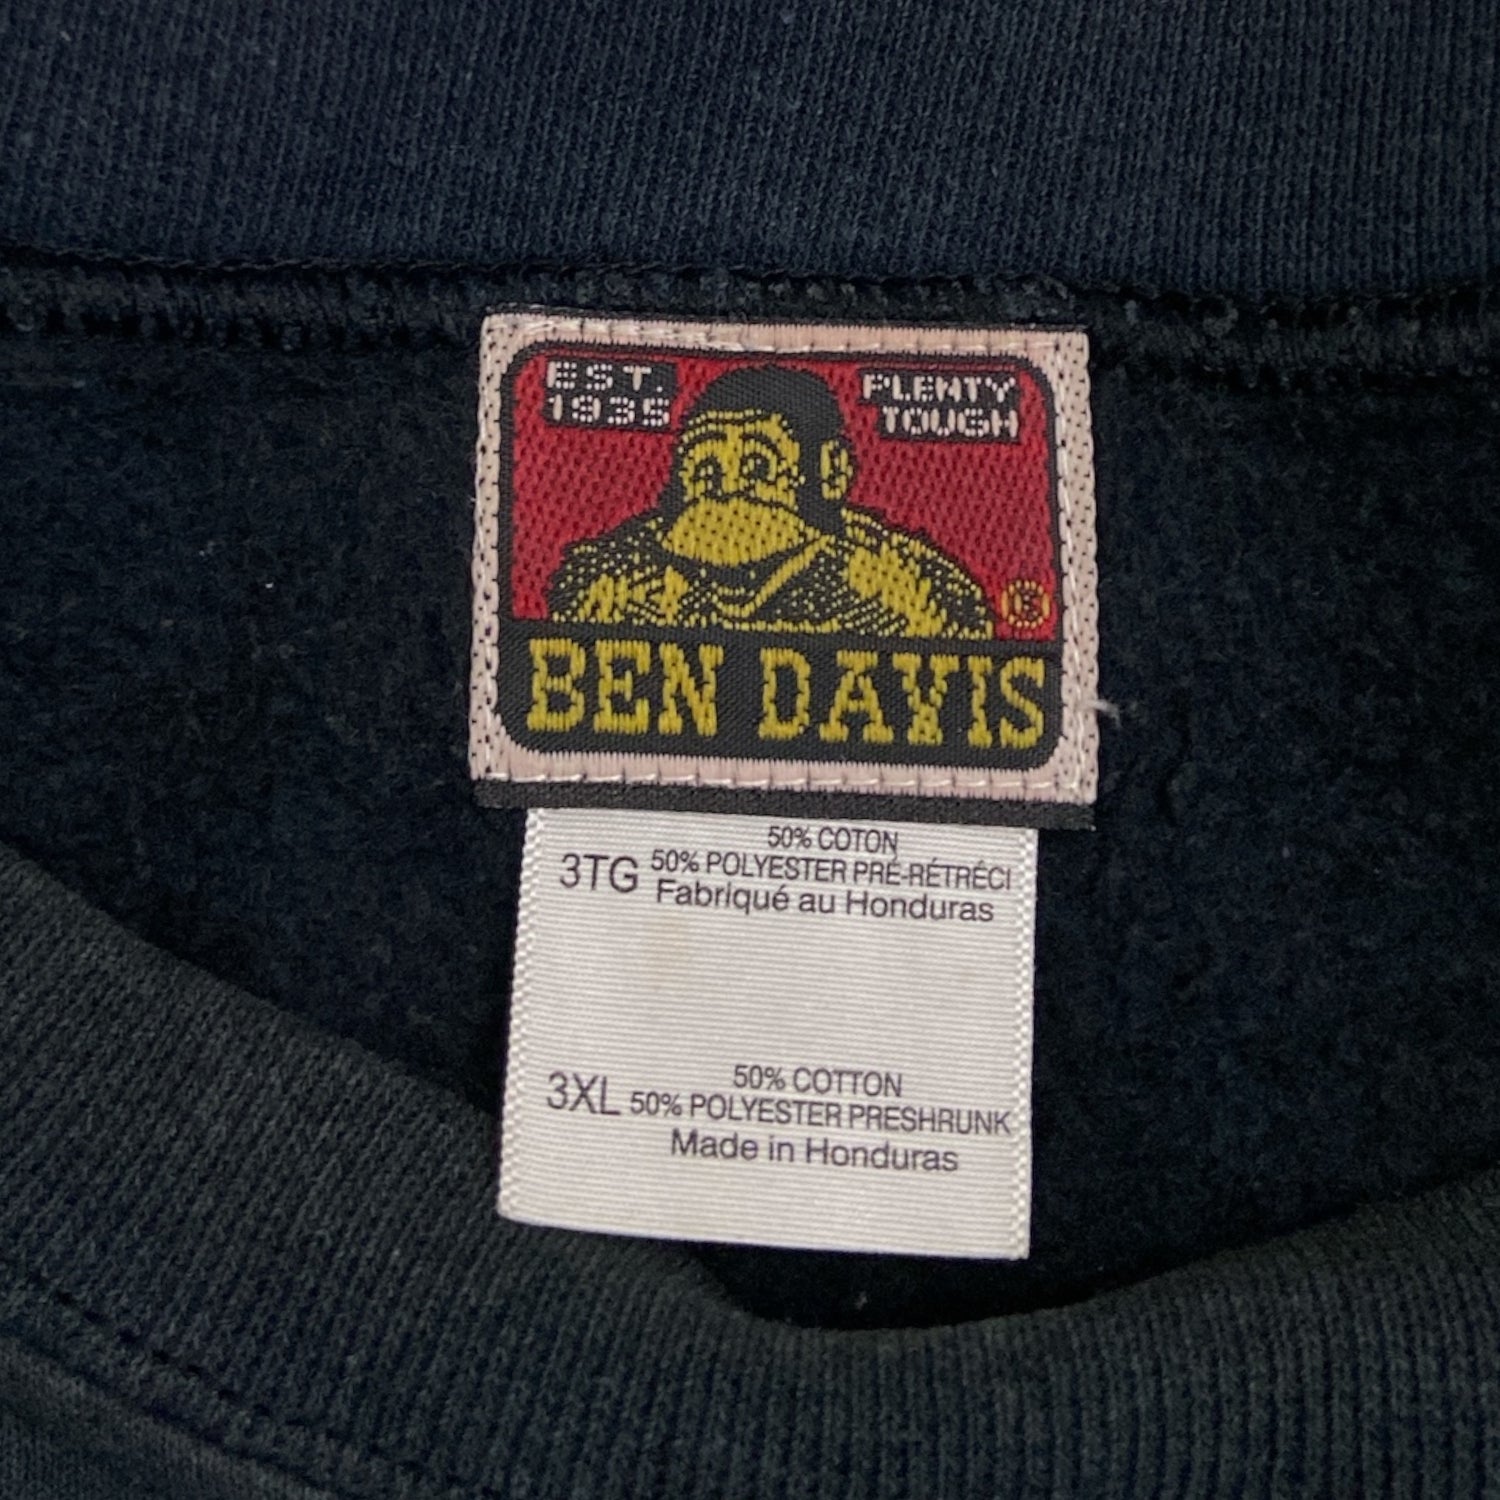 EST.
1935
PLENTY
TOUGH
®
BEN DAVIS
50% COTON
3TG 50% POLYESTER PRÉ-RÉTRÉCI
Fabriqué au Honduras
50% COTTON
3XL 50% POLYESTER PRESHRUNK
Made in Honduras